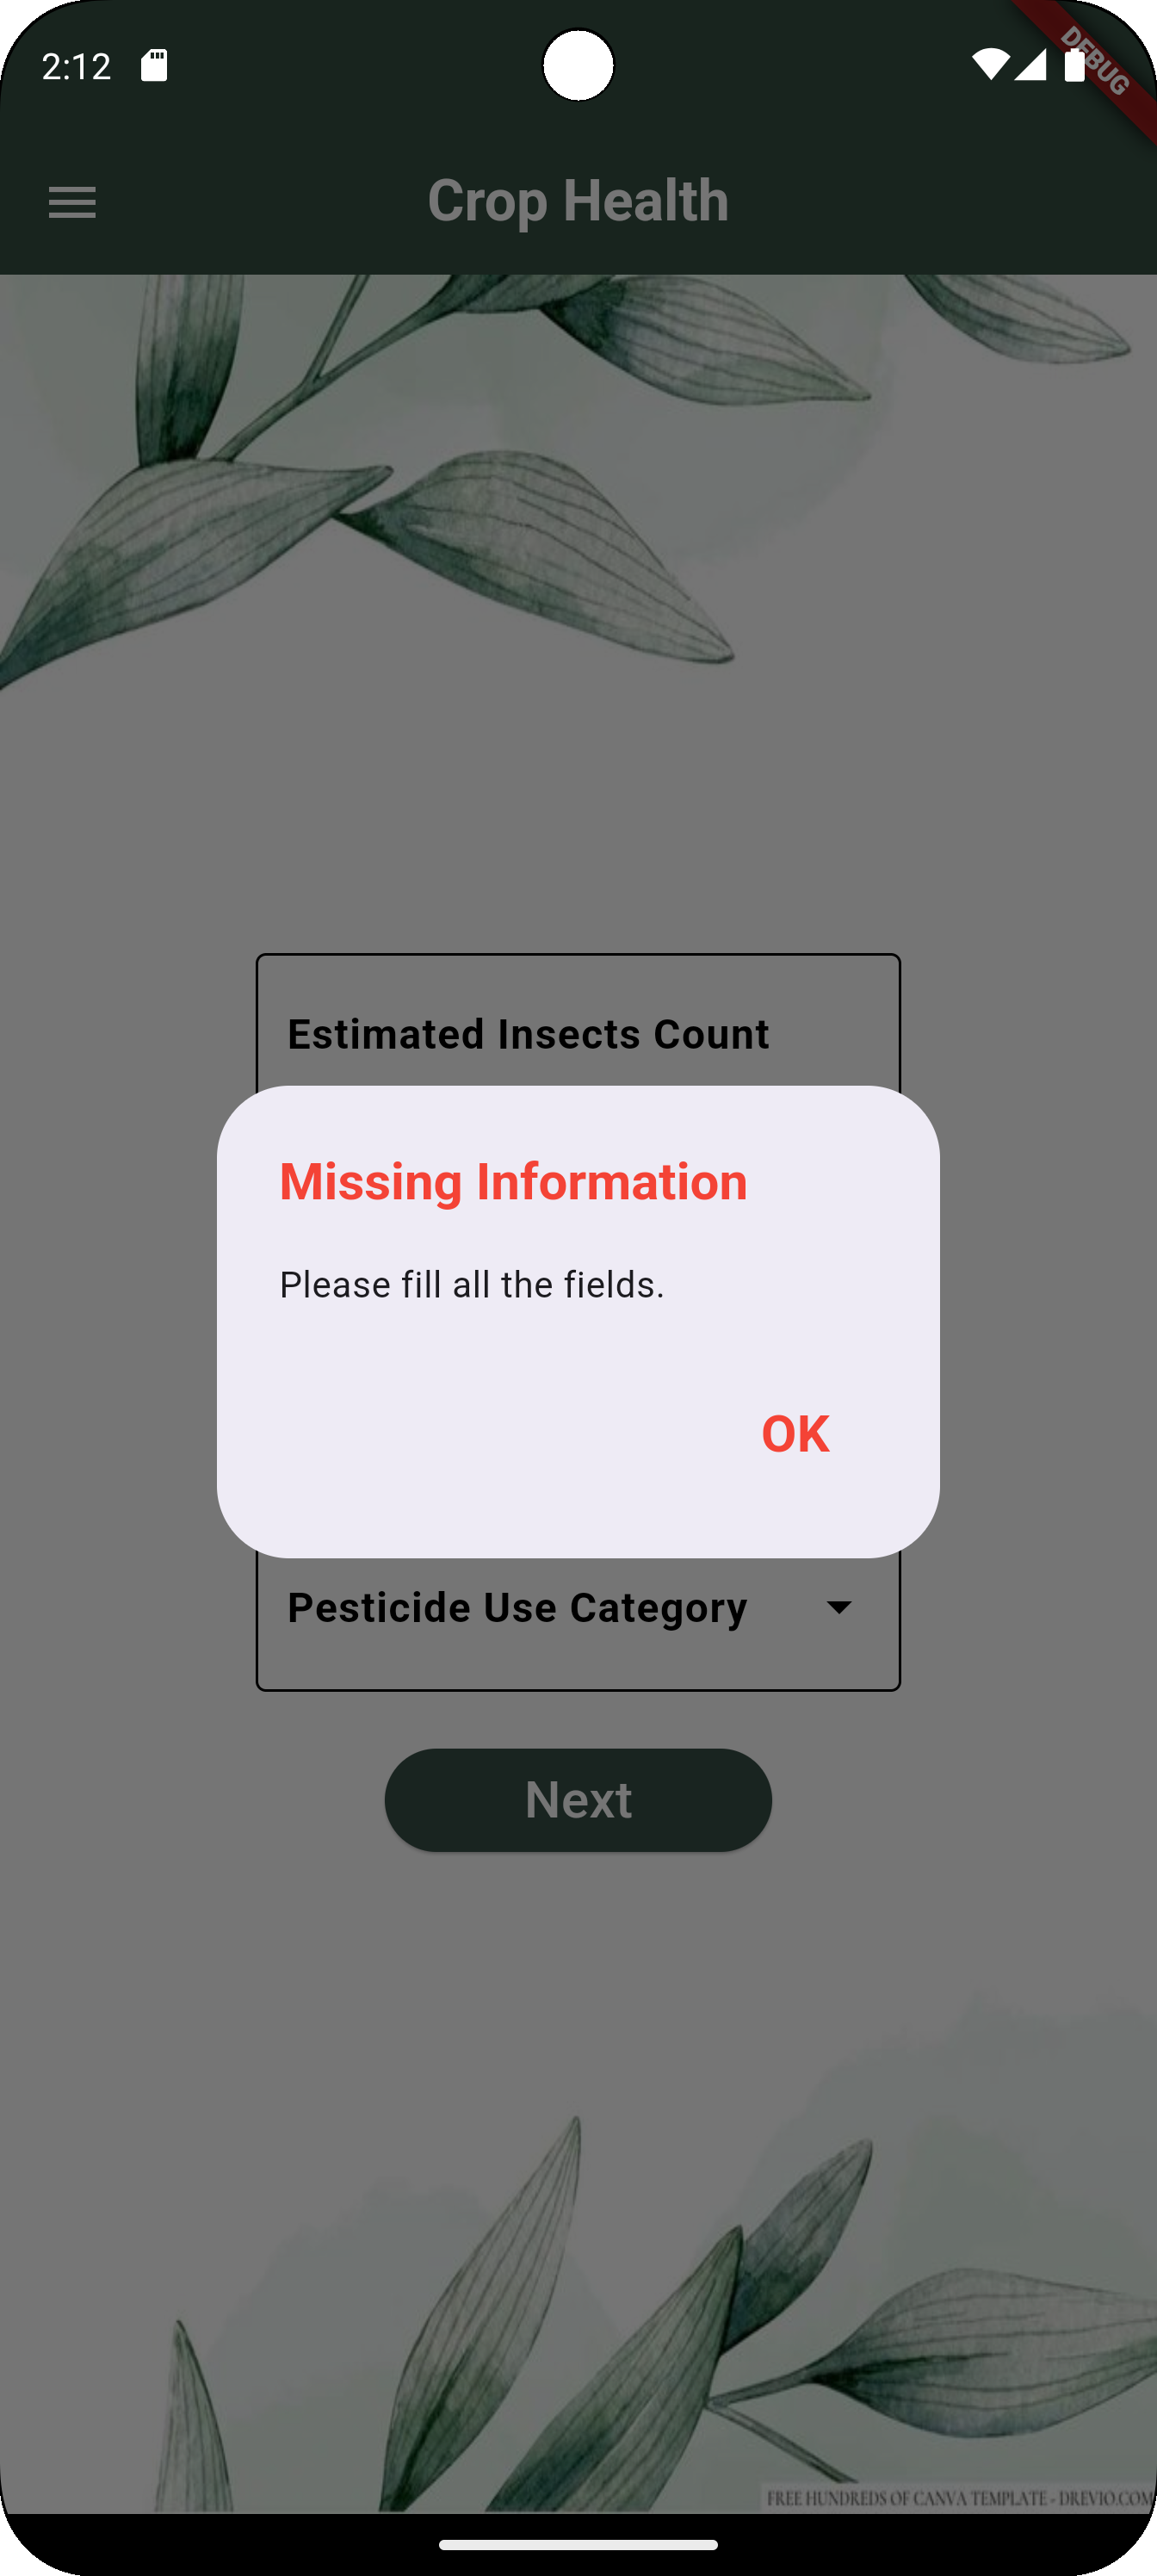 2:12
DEBUG
Crop Health
Estimated Insects Count
Missing Information
Please fill all the fields.
OK
Pesticide Use Category
Next
FREE HUNDREDS OF CANVA TEMPLATE - DREVIO.COM